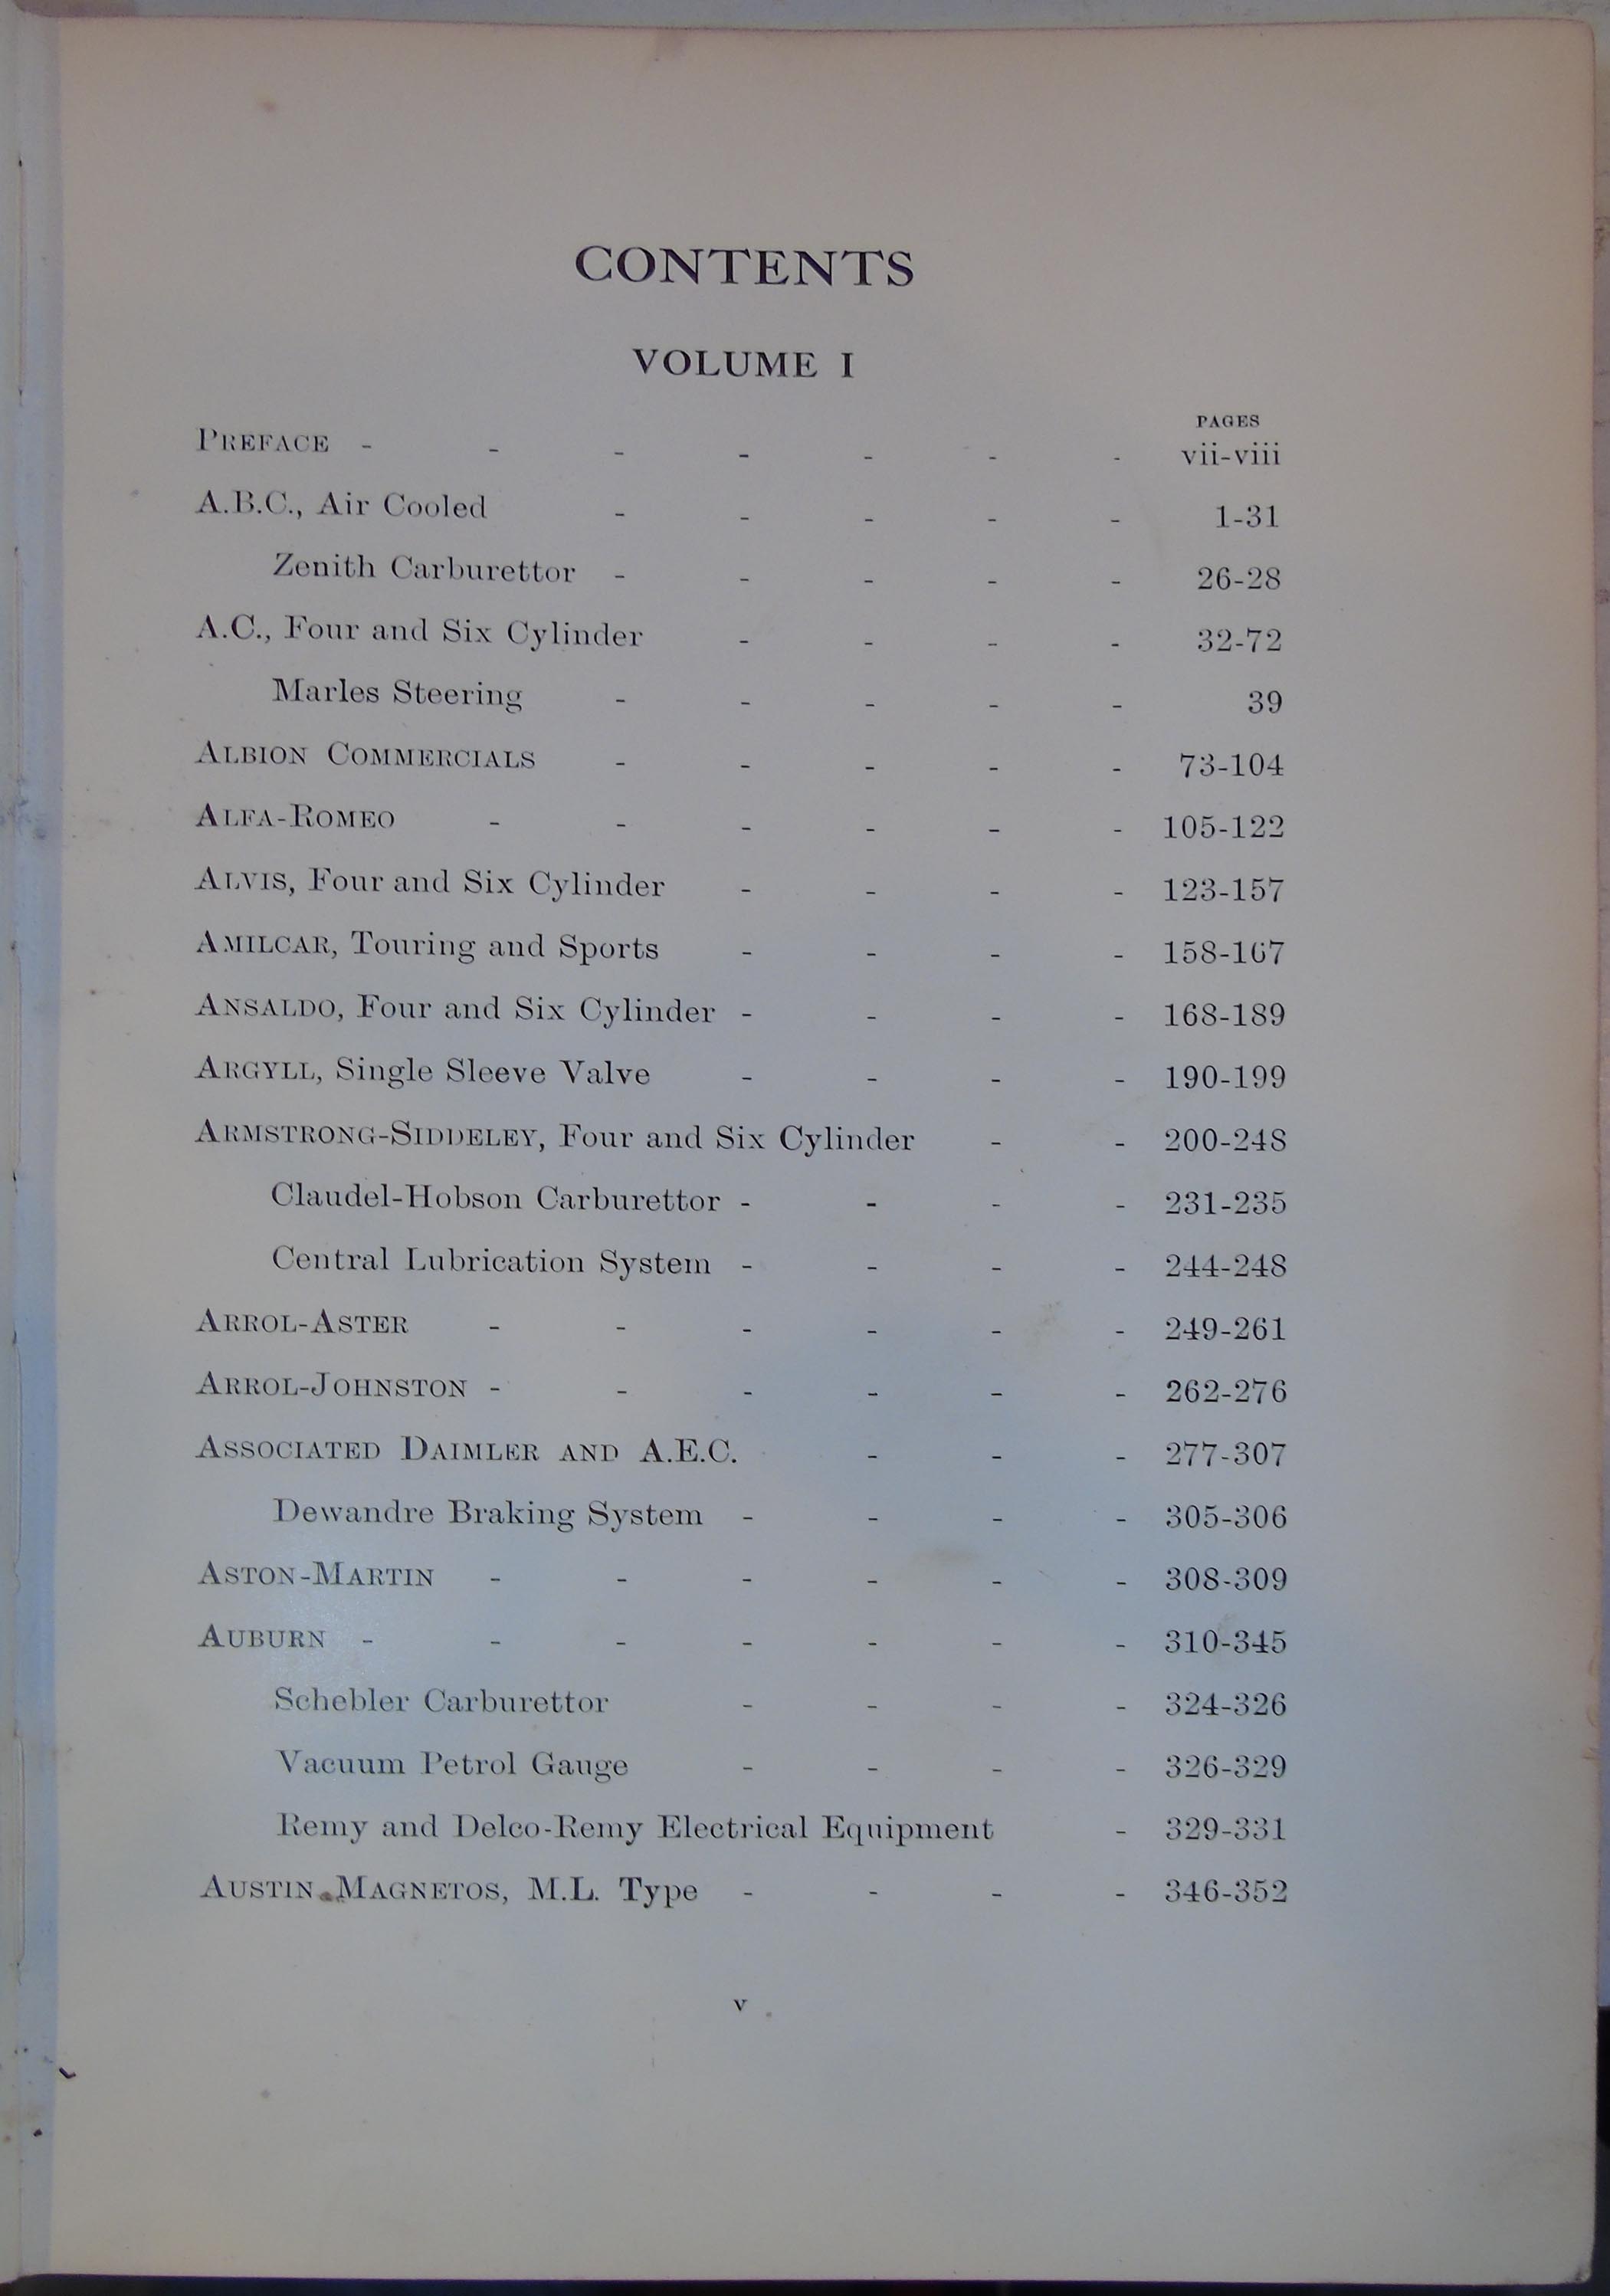 CONTENTS
VOLUME I
PAGES
PREFACE - - - - - - - vii-viii
A.B.C., Air Cooled - - - - - 1-31
Zenith Carburettor - - - - - 26-28
A.C., Four and Six Cylinder - - - - 32-72
Marles Steering - - - - - 39
ALBION COMMERCIALS - - - - - 73-104
ALFA-ROMEO - - - - - - 105-122
ALVIS, Four and Six Cylinder - - - - 123-157
AMILCAR, Touring and Sports - - - - 158-167
ANSALDO, Four and Six Cylinder - - - - 168-189
ARGYLL, Single Sleeve Valve - - - - 190-199
ARMSTRONG-SIDDELEY, Four and Six Cylinder - - 200-248
Claudel-Hobson Carburettor - - - - 231-235
Central Lubrication System - - - - 244-248
ARROL-ASTER - - - - - - 249-261
ARROL-JOHNSTON - - - - - - 262-276
ASSOCIATED DAIMLER AND A.E.C. - - - 277-307
Dewandre Braking System - - - - 305-306
ASTON-MARTIN - - - - - - 308-309
AUBURN - - - - - - - 310-345
Schebler Carburettor - - - - 324-326
Vacuum Petrol Gauge - - - - 326-329
Remy and Delco-Remy Electrical Equipment - 329-331
AUSTIN MAGNETOS, M.L. Type - - - - 346-352
v